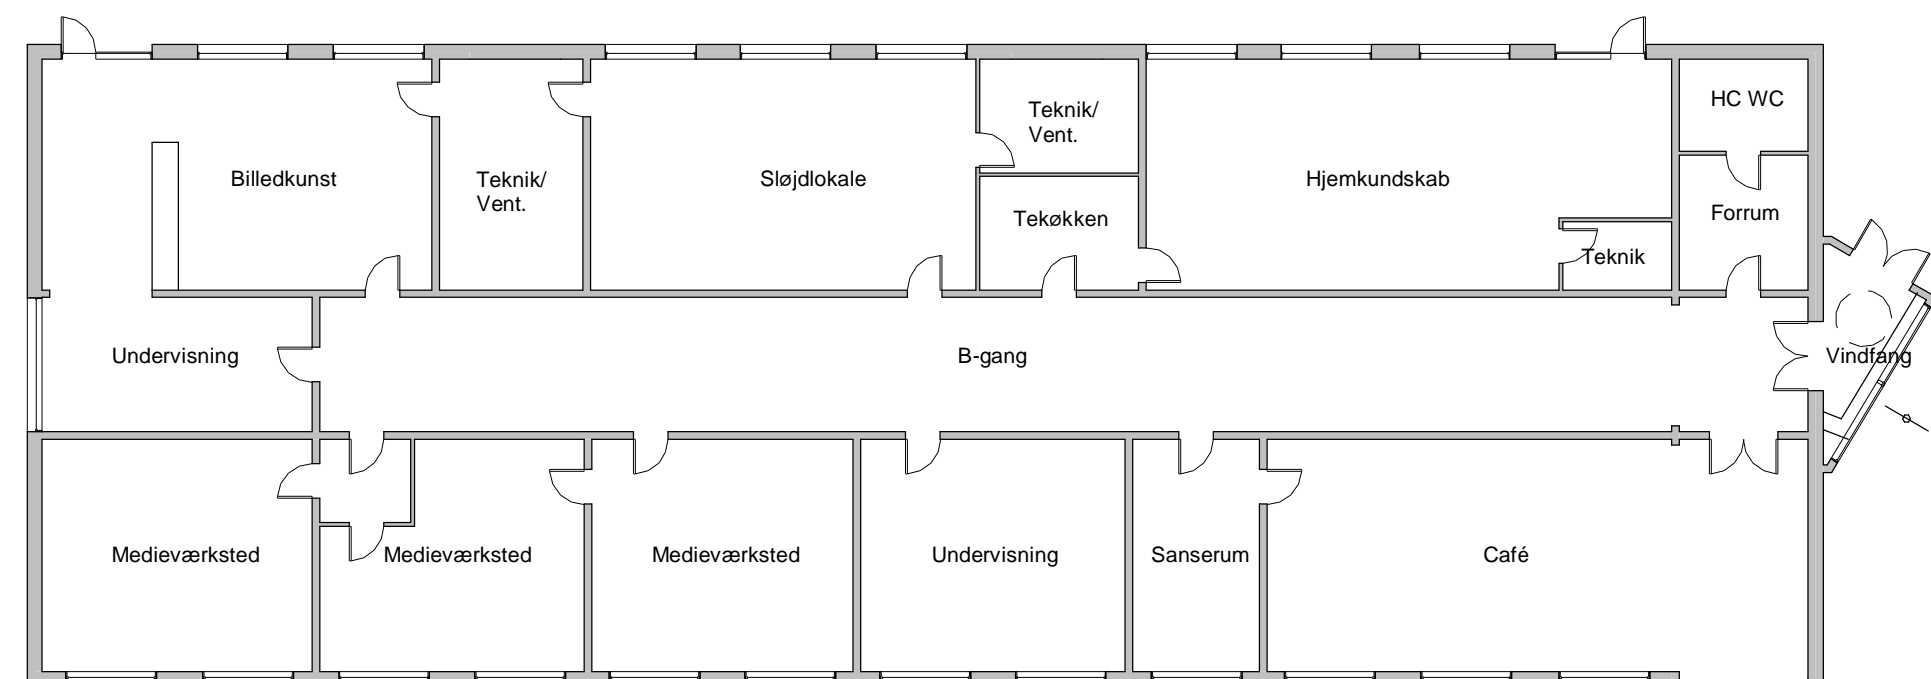 HC WC
Teknik/
Vent.
Billedkunst
Teknik/
Vent.
Sløjdlokale
Hjemkundskab
Tekøkken
Forrum
Teknik
Undervisning
B-gang
Vindfang
Medieværksted
Medieværksted
Medieværksted
Undervisning
Sanserum
Café